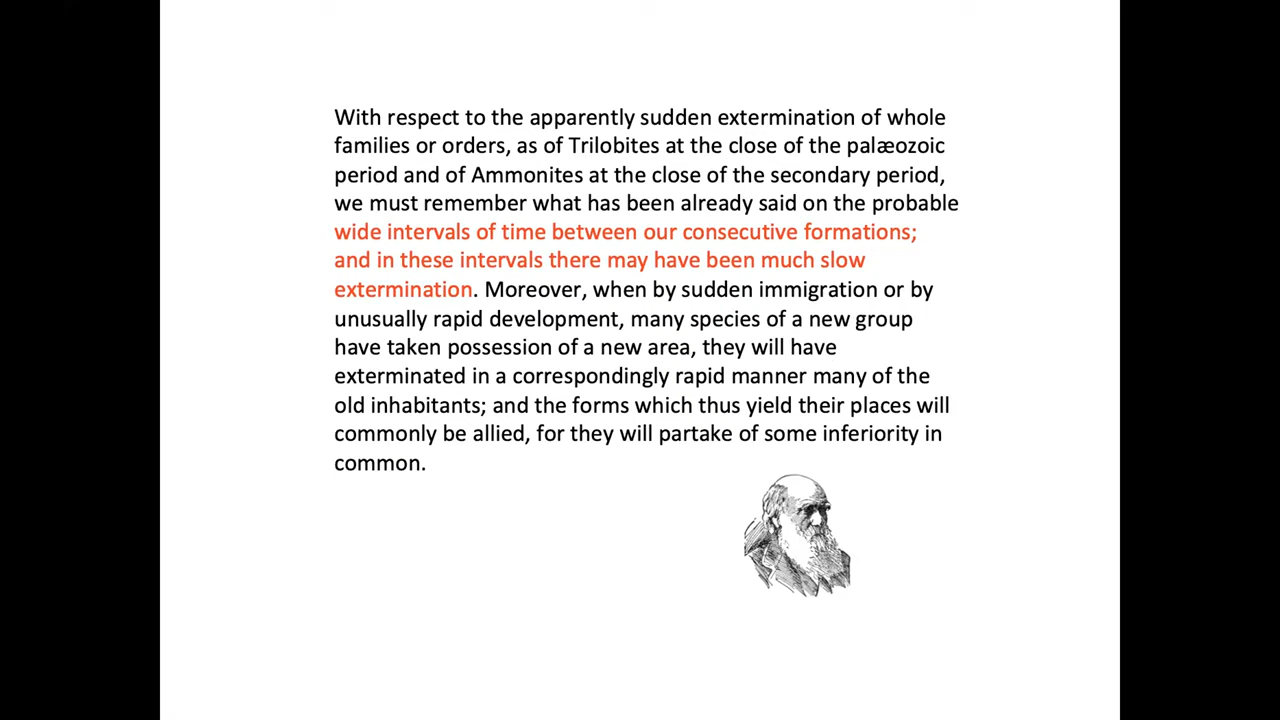 With respect to the apparently sudden extermination of whole
families or orders, as of Trilobites at the close of the palæozoic
period and of Ammonites at the close of the secondary period,
we must remember what has been already said on the probable
wide intervals of time between our consecutive formations;
and in these intervals there may have been much slow
extermination. Moreover, when by sudden immigration or by
unusually rapid development, many species of a new group
have taken possession of a new area, they will have
exterminated in a correspondingly rapid manner many of the
old inhabitants; and the forms which thus yield their places will
commonly be allied, for they will partake of some inferiority in
common.